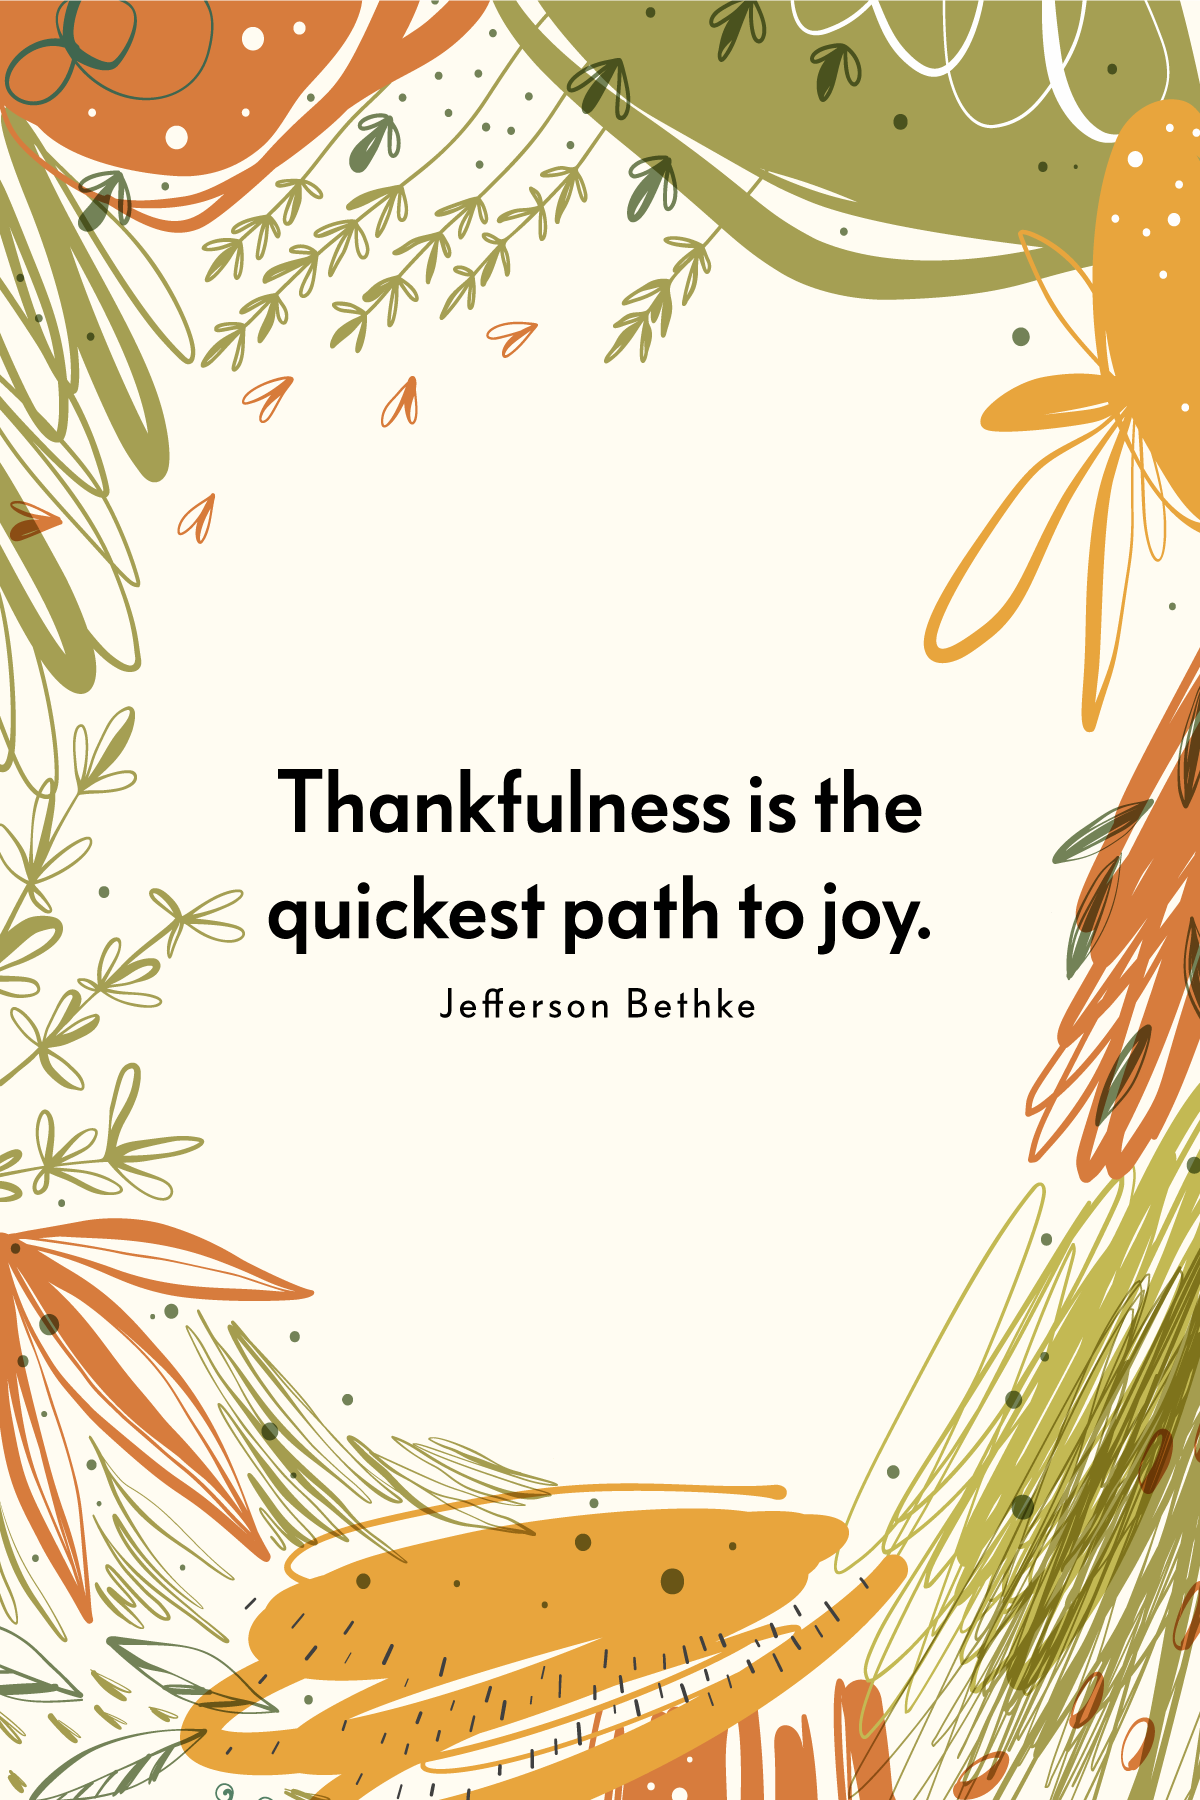 Thankfulness is the
quickest path to joy.
Jefferson Bethke